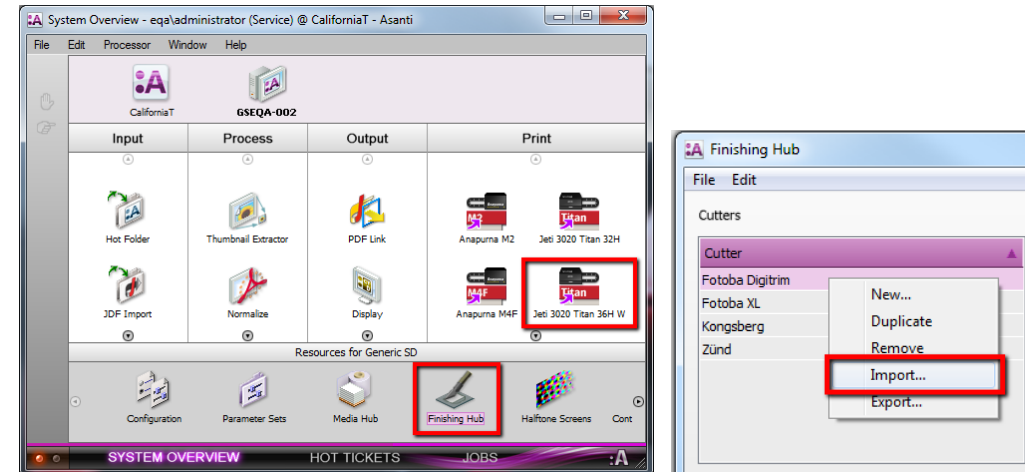 :A System Overview - eqa\administrator (Service) @ CaliforniaT - Asanti
File Edit Processor Window Help
:A
CaliforniaT
:A
GSEQA-002
Input Process Output Print
:A
M2
Titan
Hot Folder Thumbnail Extractor PDF Link Anapurna M2 Jeti 3020 Titan 32H
M4F
Titan
JDF Import Normalize Display Anapurna M4F Jeti 3020 Titan 36H W
Resources for Generic SD
Configuration Parameter Sets Media Hub Finishing Hub Halftone Screens Cont
SYSTEM OVERVIEW HOT TICKETS JOBS :A
:A Finishing Hub
File Edit
Cutters
Cutter
Fotoba Digitrim
Fotoba XL
Kongsberg
Zünd
New...
Duplicate
Remove
Import...
Export...